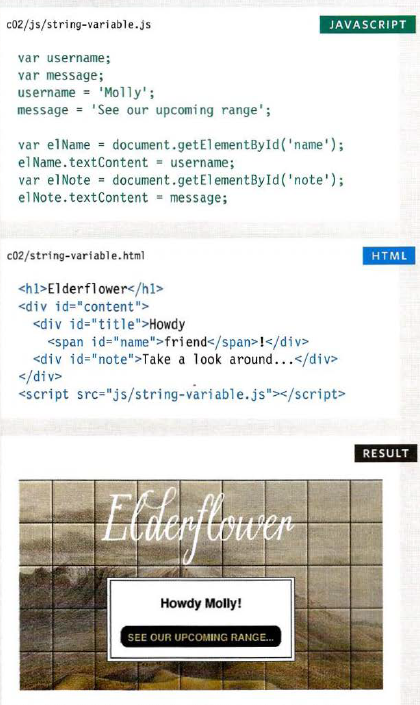 c02/js/string-variable.js
JAVASCRIPT
var username;
var message;
username = 'Molly';
message = 'See our upcoming range';
var elName = document.getElementById('name');
elName.textContent = username;
var elNote = document.getElementById('note');
elNote.textContent = message;
c02/string-variable.html
HTML
<h1>Elderflower</h1>
<div id="content">
<div id="title">Howdy
<span id="name">friend</span>!</div>
<div id="note">Take a look around...</div>
</div>
<script src="js/string-variable.js"></script>
RESULT
Elderflower
Howdy Molly!
SEE OUR UPCOMING RANGE...